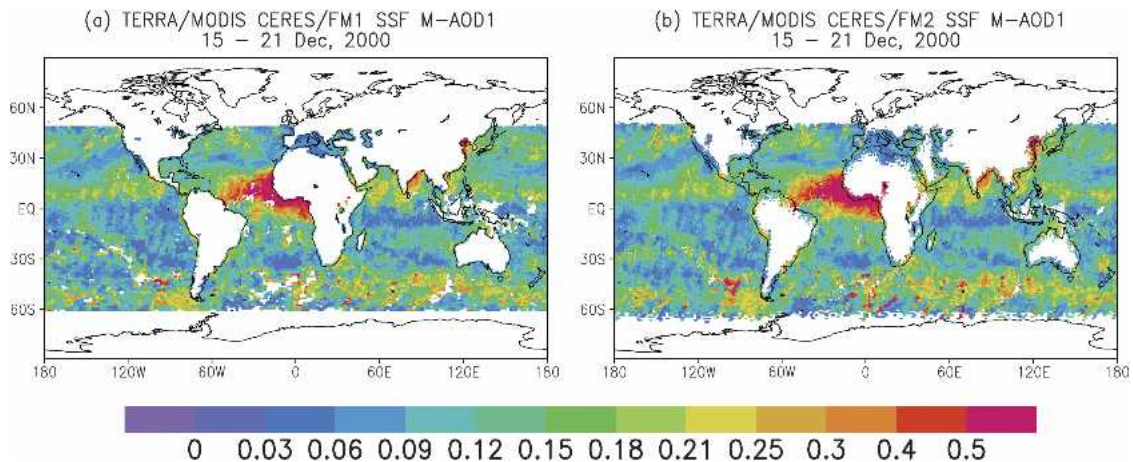 (a) TERRA/MODIS CERES/FM1 SSF M-AOD1
15 – 21 Dec, 2000
(b) TERRA/MODIS CERES/FM2 SSF M-AOD1
15 – 21 Dec, 2000
60N
30N
EQ
30S
60S
180 120W 60W 0 60E 120E 180
60N
30N
EQ
30S
60S
180 120W 60W 0 60E 120E 180
0 0.03 0.06 0.09 0.12 0.15 0.18 0.21 0.25 0.3 0.4 0.5